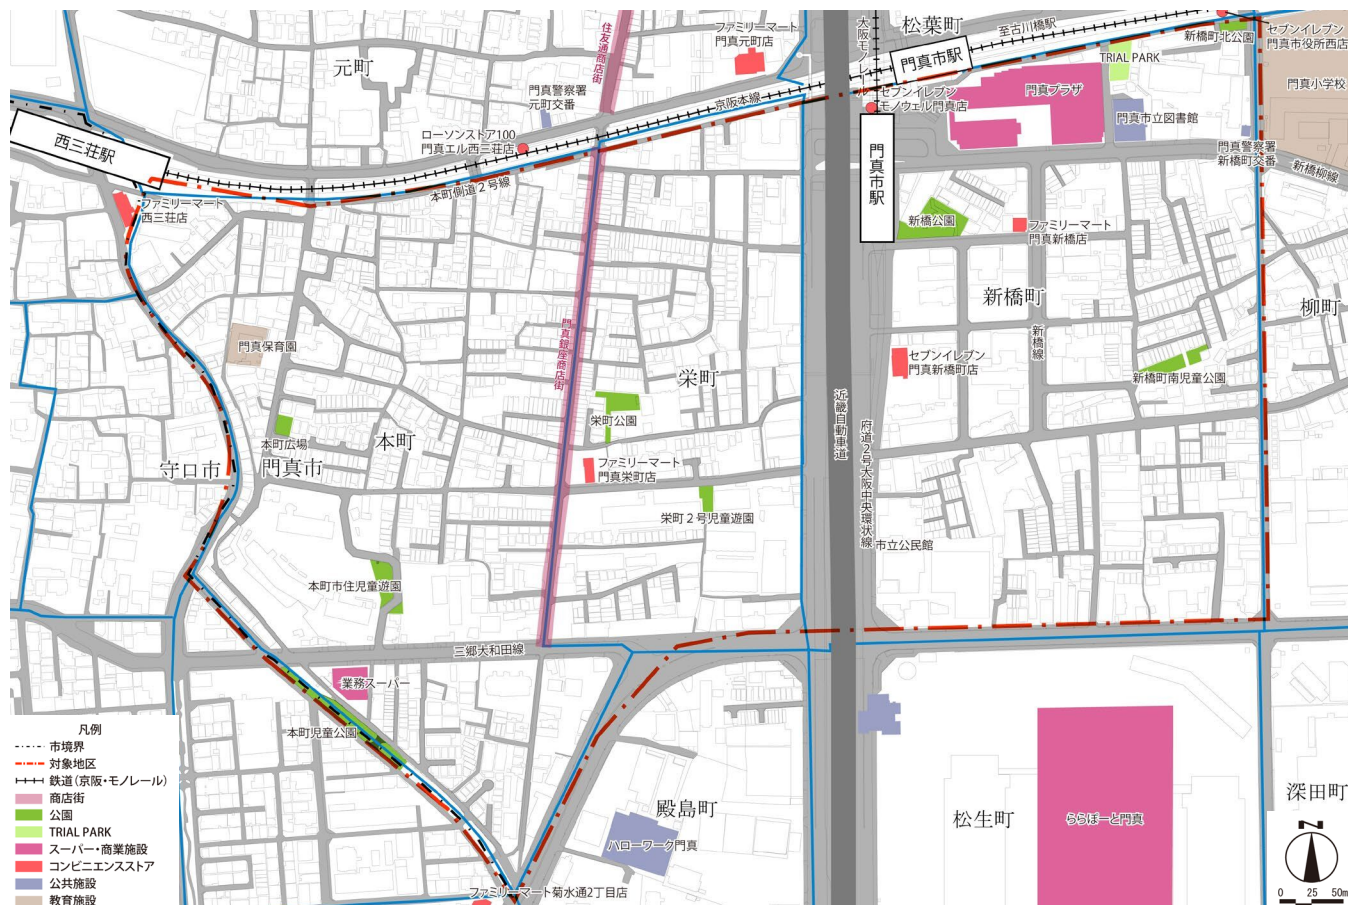 住友通商店街
ファミリーマート
門真元町店
大阪モノレール
松葉町
至古川橋駅
新橋町北公園
セブンイレブン
門真市役所西店
元町
門真市駅
TRIAL PARK
門真プラザ
門真小学校
門真警察署
元町交番
京阪本線
セブンイレブン
モノウェル門真店
門真市立図書館
西三荘駅
ローソンストア100
門真エル西三荘店
門真市駅
門真警察署
新橋町交番
新橋柳線
本町側道2号線
ファミリーマート
西三荘店
新橋公園
ファミリーマート
門真新橋店
新橋町
柳町
門真銀座商店街
新橋線
門真保育園
栄町
セブンイレブン
門真新橋町店
新橋町南児童公園
近畿自動車道
栄町公園
府道2号大阪中央環状線
本町広場
本町
守口市
門真市
ファミリーマート
門真栄町店
栄町2号児童遊園
市立公民館
本町市住児童遊園
三郷大和田線
業務スーパー
本町児童公園
殿島町
松生町
ららぽーと門真
深田町
ハローワーク門真
ファミリーマート菊水通2丁目店
凡例
市境界
対象地区
鉄道(京阪・モノレール)
商店街
公園
TRIAL PARK
スーパー・商業施設
コンビニエンスストア
公共施設
教育施設
N
0 25 50m